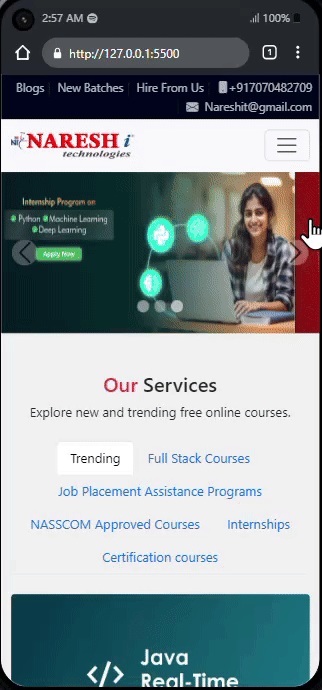 2:57 AM
100%
http://127.0.0.1:5500
1
Blogs New Batches Hire From Us +917070482709
Nareshit@gmail.com
NARESH i
technologies
Internship Program on
Python Machine Learning
Deep Learning
Apply Now
Our Services
Explore new and trending free online courses.
Trending Full Stack Courses
Job Placement Assistance Programs
NASSCOM Approved Courses Internships
Certification courses
Java
</> Real-Time